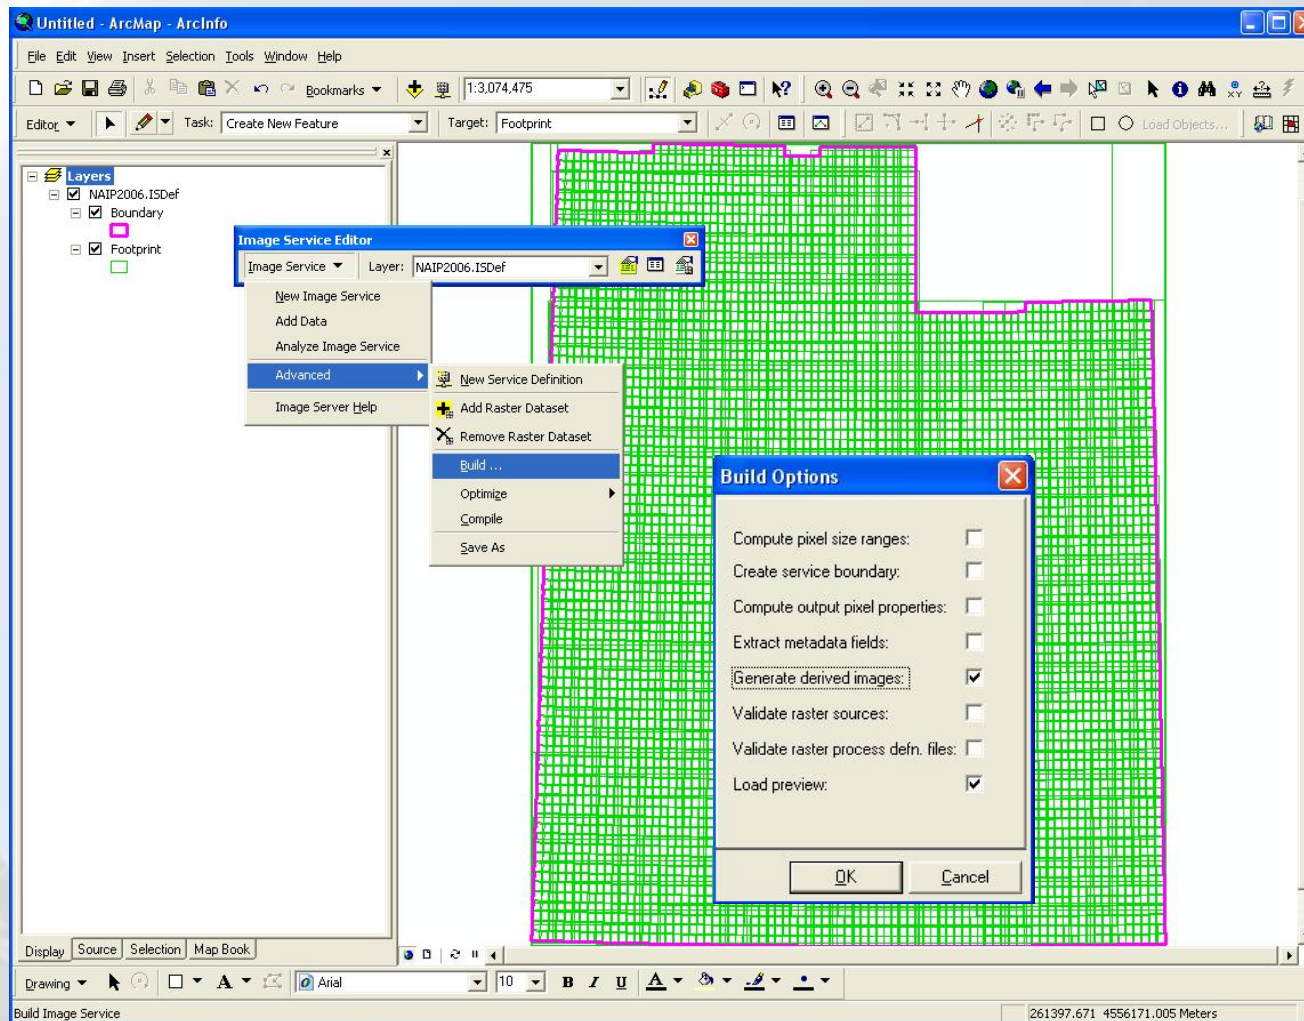 Untitled - ArcMap - ArcInfo
File Edit View Insert Selection Tools Window Help
Bookmarks 1:3,074,475
Editor Task: Create New Feature Target: Footprint Load Objects...
Layers
NAIP2006.ISDef
Boundary
Footprint
Image Service Editor
Image Service Layer: NAIP2006.ISDef
New Image Service
Add Data
Analyze Image Service
Advanced
Image Server Help
New Service Definition
Add Raster Dataset
Remove Raster Dataset
Build ...
Optimize
Compile
Save As
Build Options
Compute pixel size ranges:
Create service boundary:
Compute output pixel properties:
Extract metadada fields:
Generate derived images:
Validate raster sources:
Validate raster process defn. files:
Load preview:
OK Cancel
Display Source Selection Map Book
Drawing A Arial 10 B I U A
Build Image Service 261397.671 4556171.005 Meters